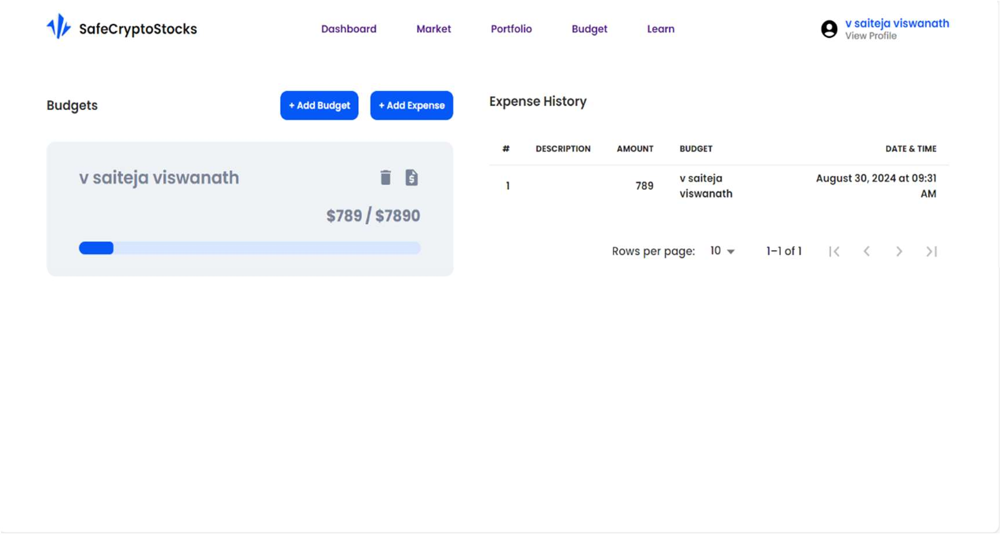 SafeCryptoStocks
Dashboard
Market
Portfolio
Budget
Learn
v saiteja viswanath
View Profile
Budgets
+ Add Budget
+ Add Expense
v saiteja viswanath
$789 / $7890
Expense History
# DESCRIPTION AMOUNT BUDGET DATE & TIME
1 789 v saiteja August 30, 2024 at 09:31
viswanath AM
Rows per page: 10 1–1 of 1